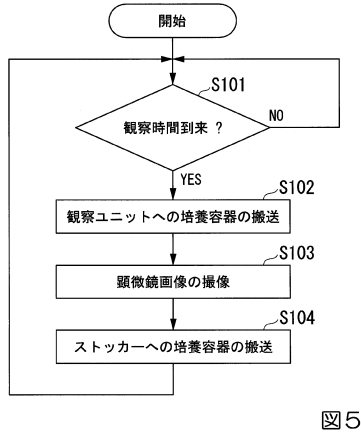 開始
S101
観察時間到来 ?
NO
YES
S102
観察ユニットへの培養容器の搬送
S103
顕微鏡画像の撮像
S104
ストッカーへの培養容器の搬送
図5